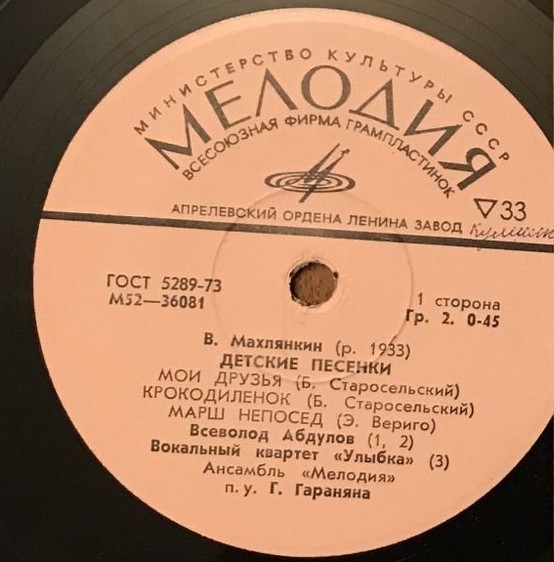 МИНИСТЕРСТВО КУЛЬТУРЫ СССР
МЕЛОДИЯ
ВСЕСОЮЗНАЯ ФИРМА ГРАМПЛАСТИНОК
АПРЕЛЕВСКИЙ ОРДЕНА ЛЕНИНА ЗАВОД
▽33
ГОСТ 5289-73
М52—36081
1 сторона
Гр. 2. 0-45
В. Махлянкин (р. 1933)
ДЕТСКИЕ ПЕСЕНКИ
МОИ ДРУЗЬЯ (Б. Старосельский)
КРОКОДИЛЕНОК (Б. Старосельский)
МАРШ НЕПОСЕД (Э. Вериго)
Всеволод Абдулов (1, 2)
Вокальный квартет «Улыбка» (3)
Ансамбль «Мелодия»
п. у. Г. Гараняна